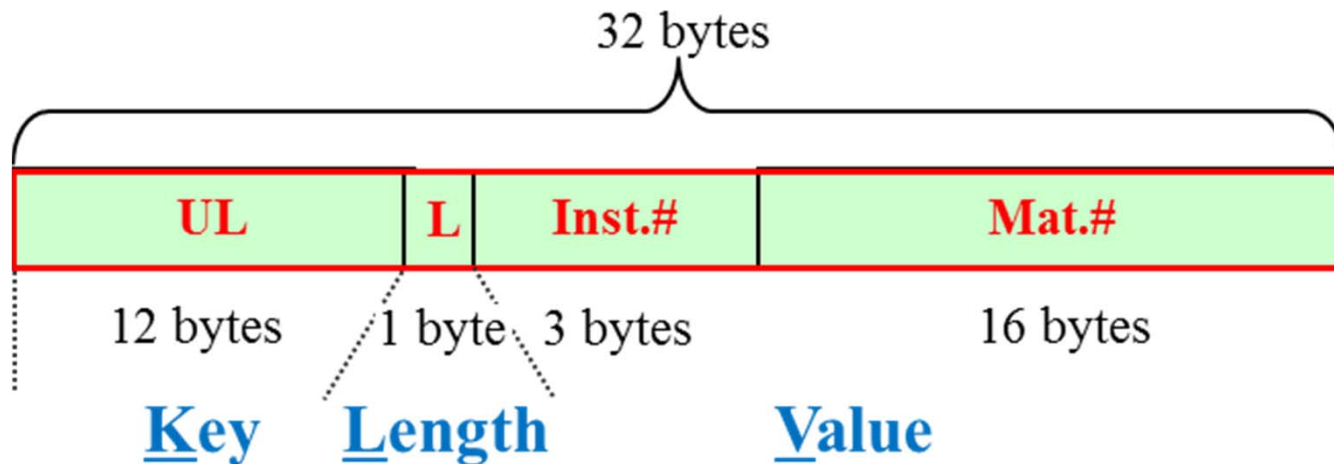 32 bytes
UL L Inst.# Mat.#
12 bytes 1 byte 3 bytes 16 bytes
Key Length Value